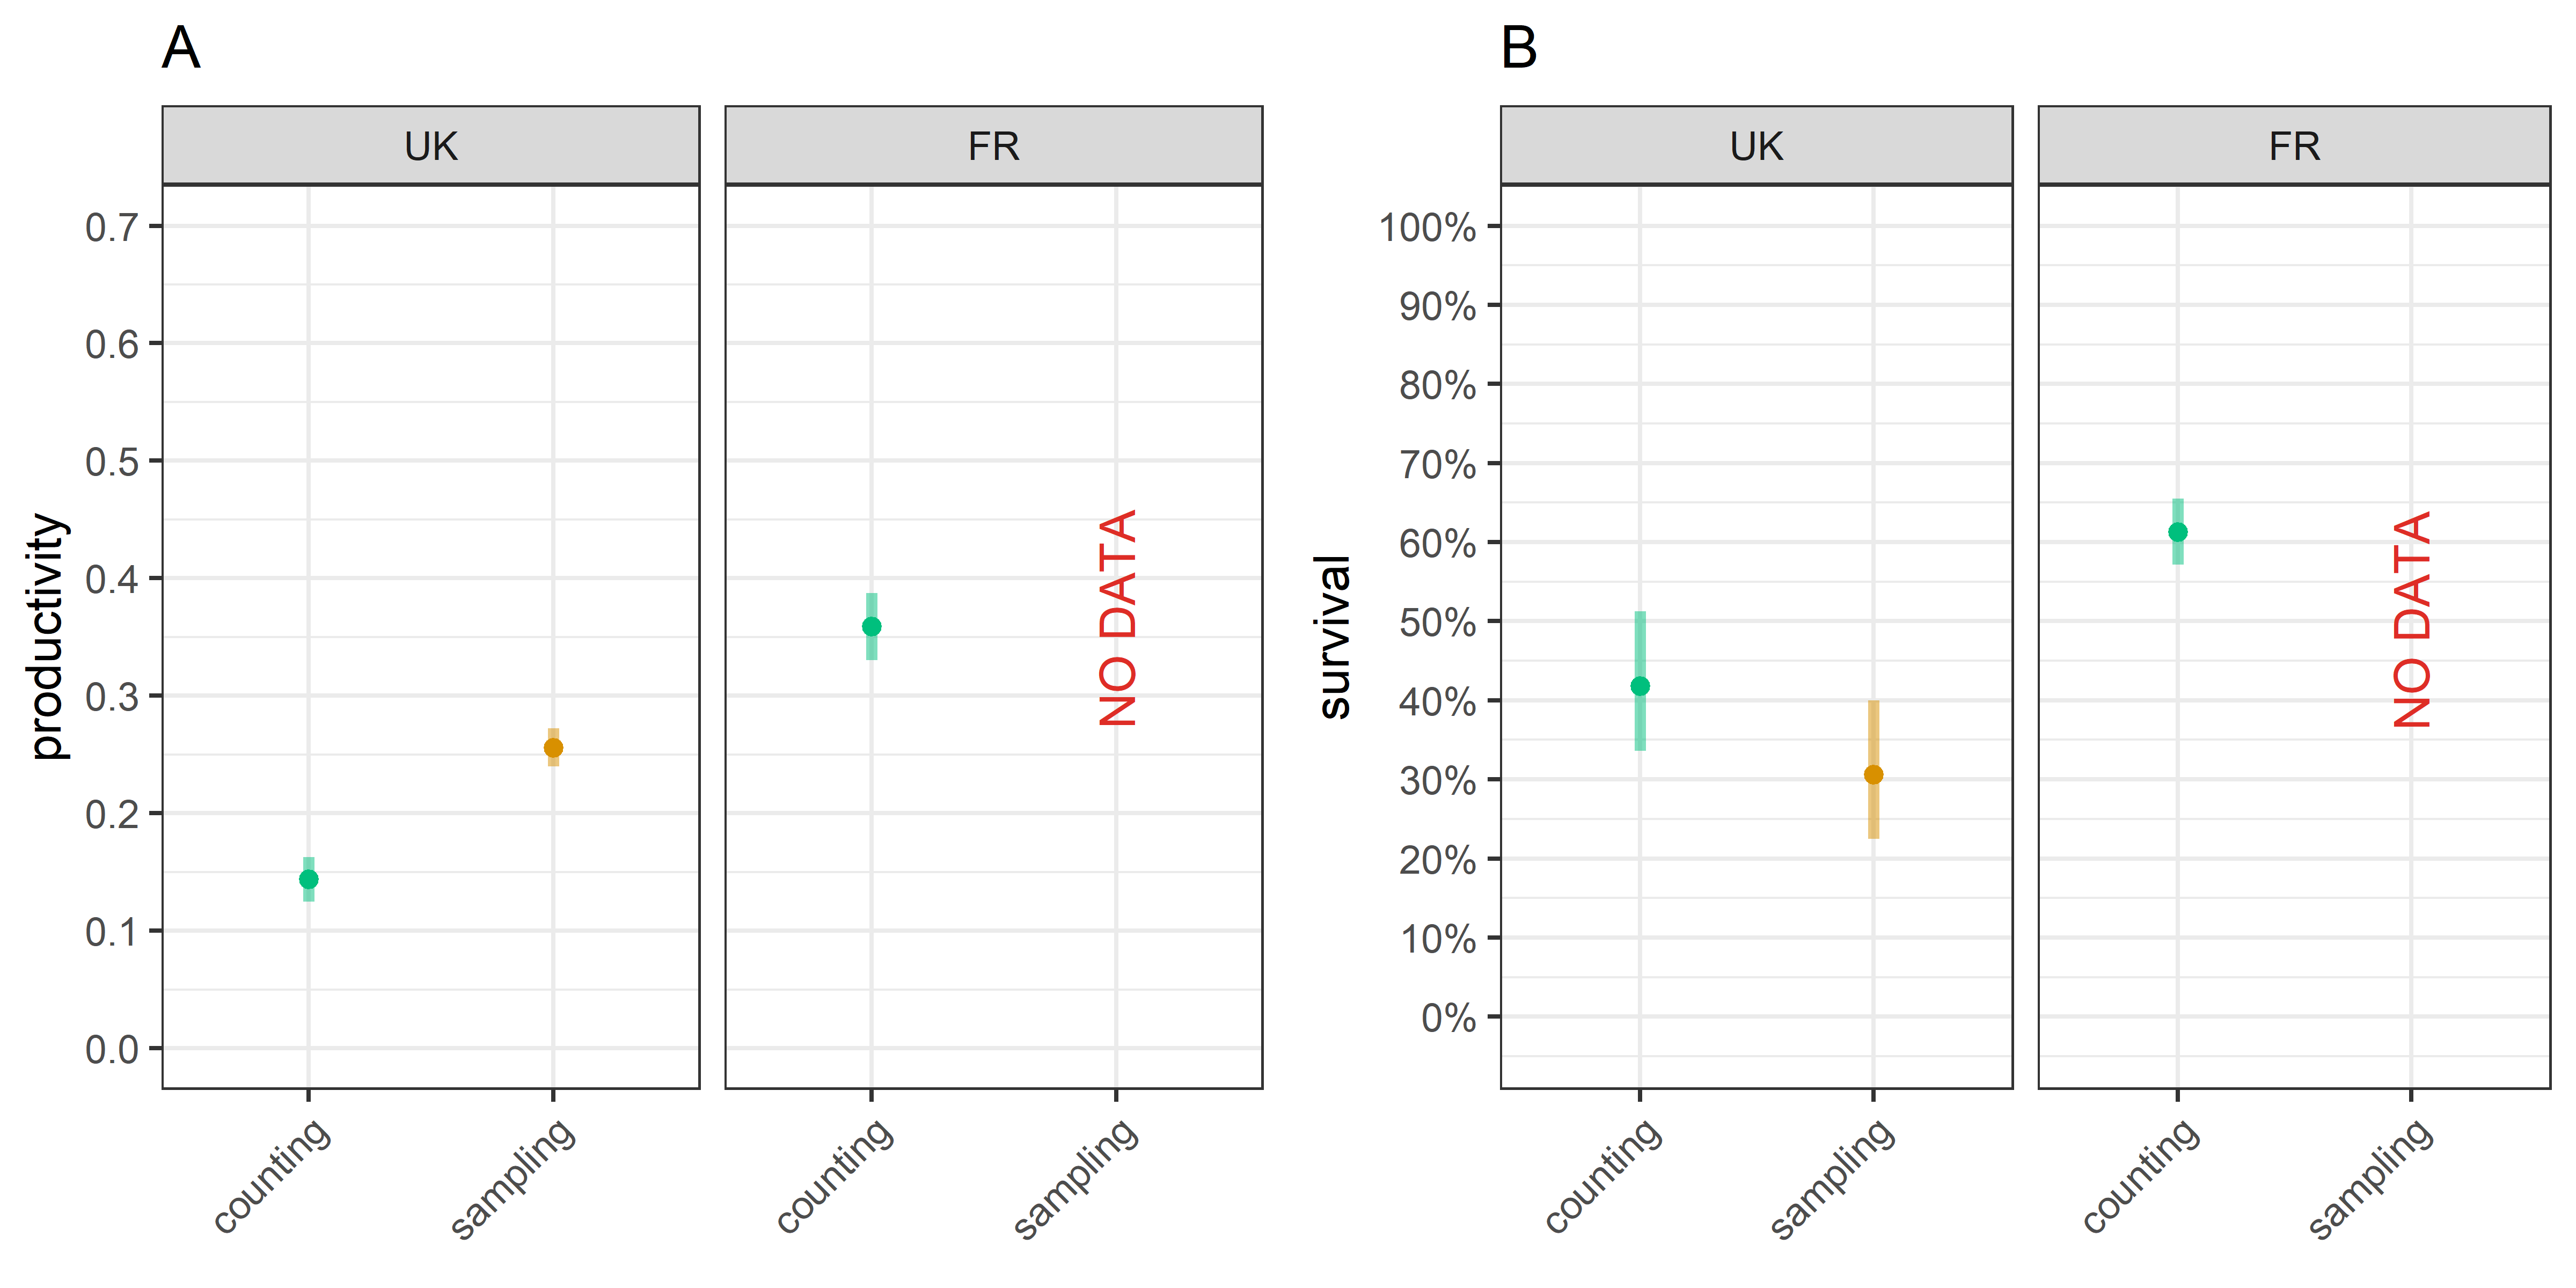 A
UK
FR
0.7
0.6
0.5
0.4
0.3
0.2
0.1
0.0
productivity
NO DATA
counting
sampling
counting
sampling
B
UK
FR
100%
90%
80%
70%
60%
50%
40%
30%
20%
10%
0%
survival
NO DATA
counting
sampling
counting
sampling